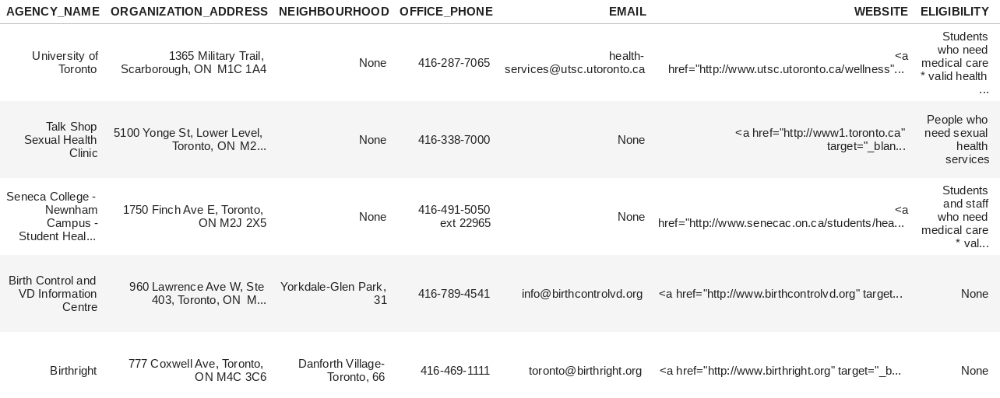 AGENCY_NAME ORGANIZATION_ADDRESS NEIGHBOURHOOD OFFICE_PHONE EMAIL WEBSITE ELIGIBILITY
University of
Toronto
1365 Military Trail,
Scarborough, ON M1C 1A4
None
416-287-7065
health-
services@utsc.utoronto.ca
<a
href="http://www.utsc.utoronto.ca/wellness"...
Students
who need
medical care
* valid health
...
Talk Shop
Sexual Health
Clinic
5100 Yonge St, Lower Level,
Toronto, ON M2...
None
416-338-7000
None
<a href="http://www1.toronto.ca"
target="_blan...
People who
need sexual
health
services
Seneca College -
Newnham
Campus -
Student Heal...
1750 Finch Ave E, Toronto,
ON M2J 2X5
None
416-491-5050
ext 22965
None
<a
href="http://www.senecac.on.ca/students/hea...
Students
and staff
who need
medical care
* val...
Birth Control and
VD Information
Centre
960 Lawrence Ave W, Ste
403, Toronto, ON M...
Yorkdale-Glen Park,
31
416-789-4541
info@birthcontrolvd.org
<a href="http://www.birthcontrolvd.org" target...
None
Birthright
777 Coxwell Ave, Toronto,
ON M4C 3C6
Danforth Village-
Toronto, 66
416-469-1111
toronto@birthright.org
<a href="http://www.birthright.org" target="_b...
None